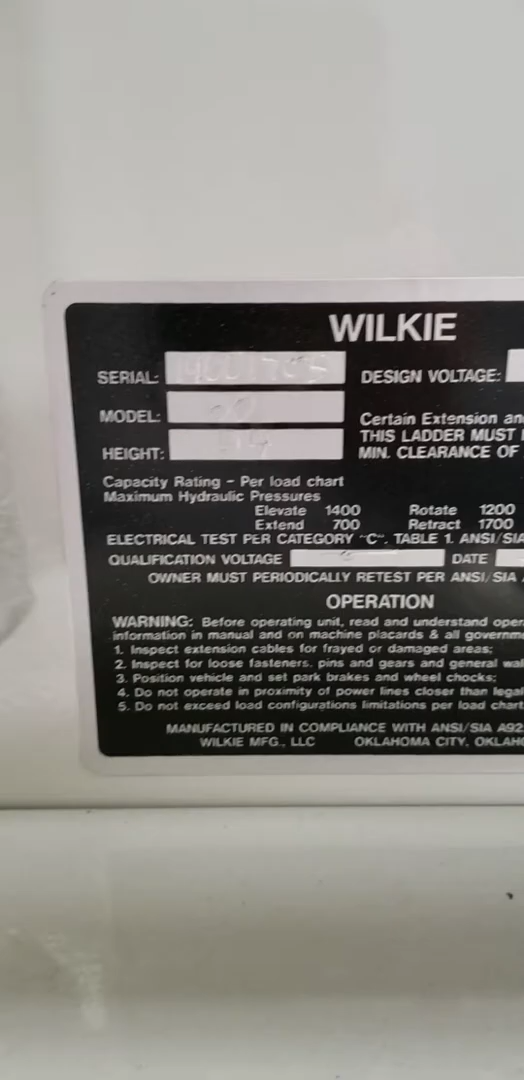 WILKIE
SERIAL:
DESIGN VOLTAGE:
MODEL:
Certain Extension an
THIS LADDER MUST
HEIGHT:
MIN. CLEARANCE OF
Capacity Rating - Per load chart
Maximum Hydraulic Pressures
Elevate 1400 Rotate 1200
Extend 700 Retract 1700
ELECTRICAL TEST PER CATEGORY "C". TABLE 1. ANSI/SIA
QUALIFICATION VOLTAGE DATE
OWNER MUST PERIODICALLY RETEST PER ANSI/SIA
OPERATION
WARNING: Before operating unit, read and understand oper
information in manual and on machine placards & all governm
1. Inspect extension cables for frayed or damaged areas;
2. Inspect for loose fasteners, pins and gears and general wa
3. Position vehicle and set park brakes and wheel chocks;
4. Do not operate in proximity of power lines closer than legal
5. Do not exceed load configurations limitations per load chart
MANUFACTURED IN COMPLIANCE WITH ANSI/SIA A92
WILKIE MFG., LLC OKLAHOMA CITY, OKLAHO